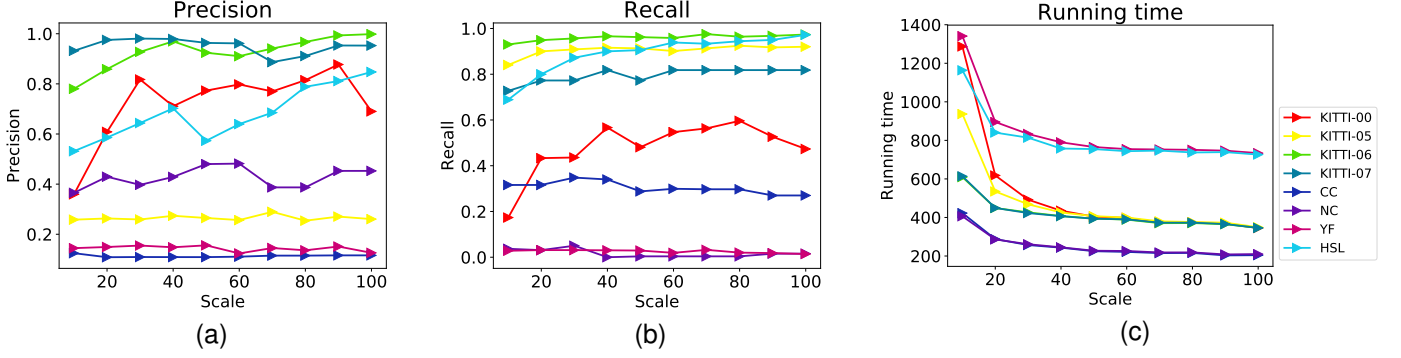 Precision
Precision
1.0
0.8
0.6
0.4
0.2
20 40 60 80 100
Scale
(a)
Recall
Recall
1.0
0.8
0.6
0.4
0.2
0.0
20 40 60 80 100
Scale
(b)
Running time
Running time
1400
1200
1000
800
600
400
200
20 40 60 80 100
Scale
(c)
KITTI-00
KITTI-05
KITTI-06
KITTI-07
CC
NC
YF
HSL